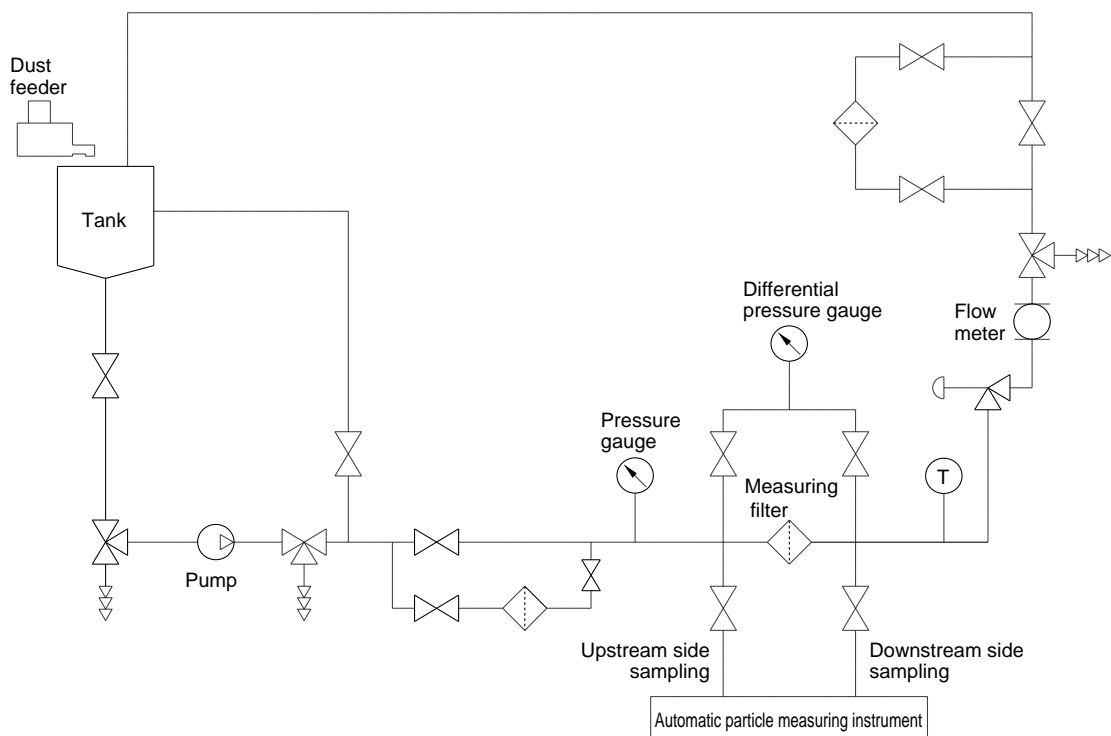 Dust
feeder
Tank
Differential
pressure gauge
Flow
meter
Pressure
gauge
Measuring
filter
T
Pump
Upstream side
sampling
Downstream side
sampling
Automatic particle measuring instrument